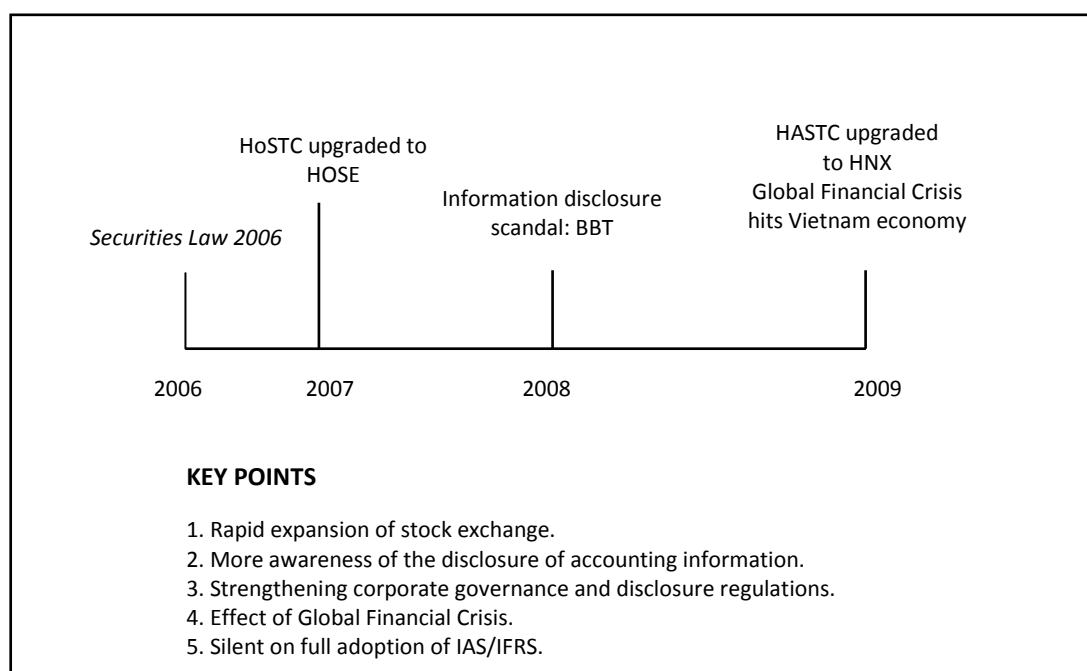 HoSTC upgraded to
HOSE
HASTC upgraded
to HNX
Global Financial Crisis
hits Vietnam economy
Information disclosure
scandal: BBT
Securities Law 2006
2006
2007
2008
2009
KEY POINTS
1. Rapid expansion of stock exchange.
2. More awareness of the disclosure of accounting information.
3. Strengthening corporate governance and disclosure regulations.
4. Effect of Global Financial Crisis.
5. Silent on full adoption of IAS/IFRS.